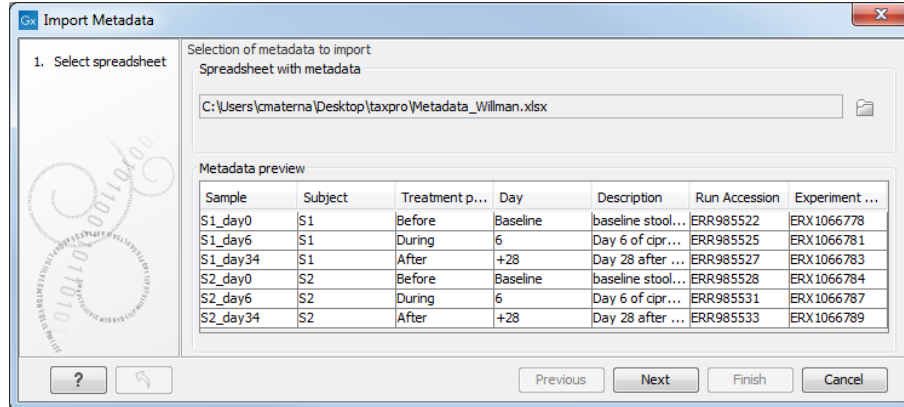 Gx Import Metadata
X
1. Select spreadsheet
Selection of metadata to import
Spreadsheet with metadata
C:\Users\cmaterna\Desktop\taxpro\Metadata_Willman.xlsx
Metadata preview
Sample Subject Treatment p... Day Description Run Accession Experiment ...
S1_day0 S1 Before Baseline baseline stool... ERR985522 ERX1066778
S1_day6 S1 During 6 Day 6 of cipr... ERR985525 ERX1066781
S1_day34 S1 After +28 Day 28 after ... ERR985527 ERX1066783
S2_day0 S2 Before Baseline baseline stool... ERR985528 ERX1066784
S2_day6 S2 During 6 Day 6 of cipr... ERR985531 ERX1066787
S2_day34 S2 After +28 Day 28 after ... ERR985533 ERX1066789
? Previous Next Finish Cancel